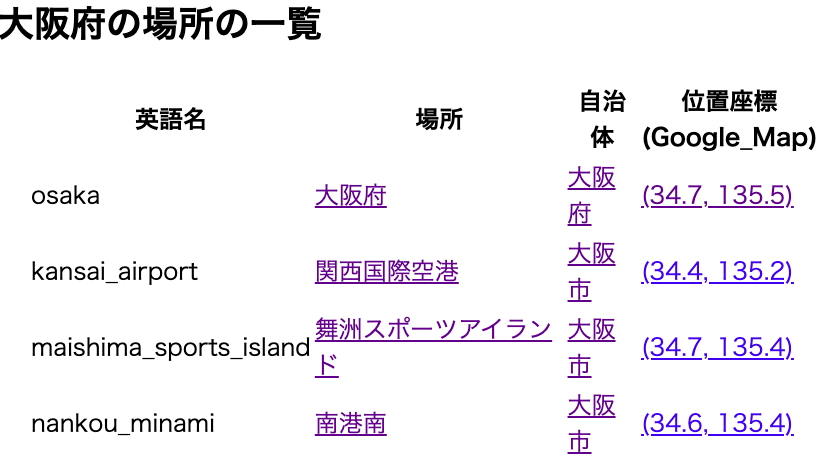 大阪府の場所の一覧
英語名 場所 自治体 位置座標(Google_Map)
osaka 大阪府 大阪府 (34.7, 135.5)
kansai_airport 関西国際空港 大阪市 (34.4, 135.2)
maishima_sports_island 舞洲スポーツアイランド 大阪市 (34.7, 135.4)
nankou_minami 南港南 大阪市 (34.6, 135.4)